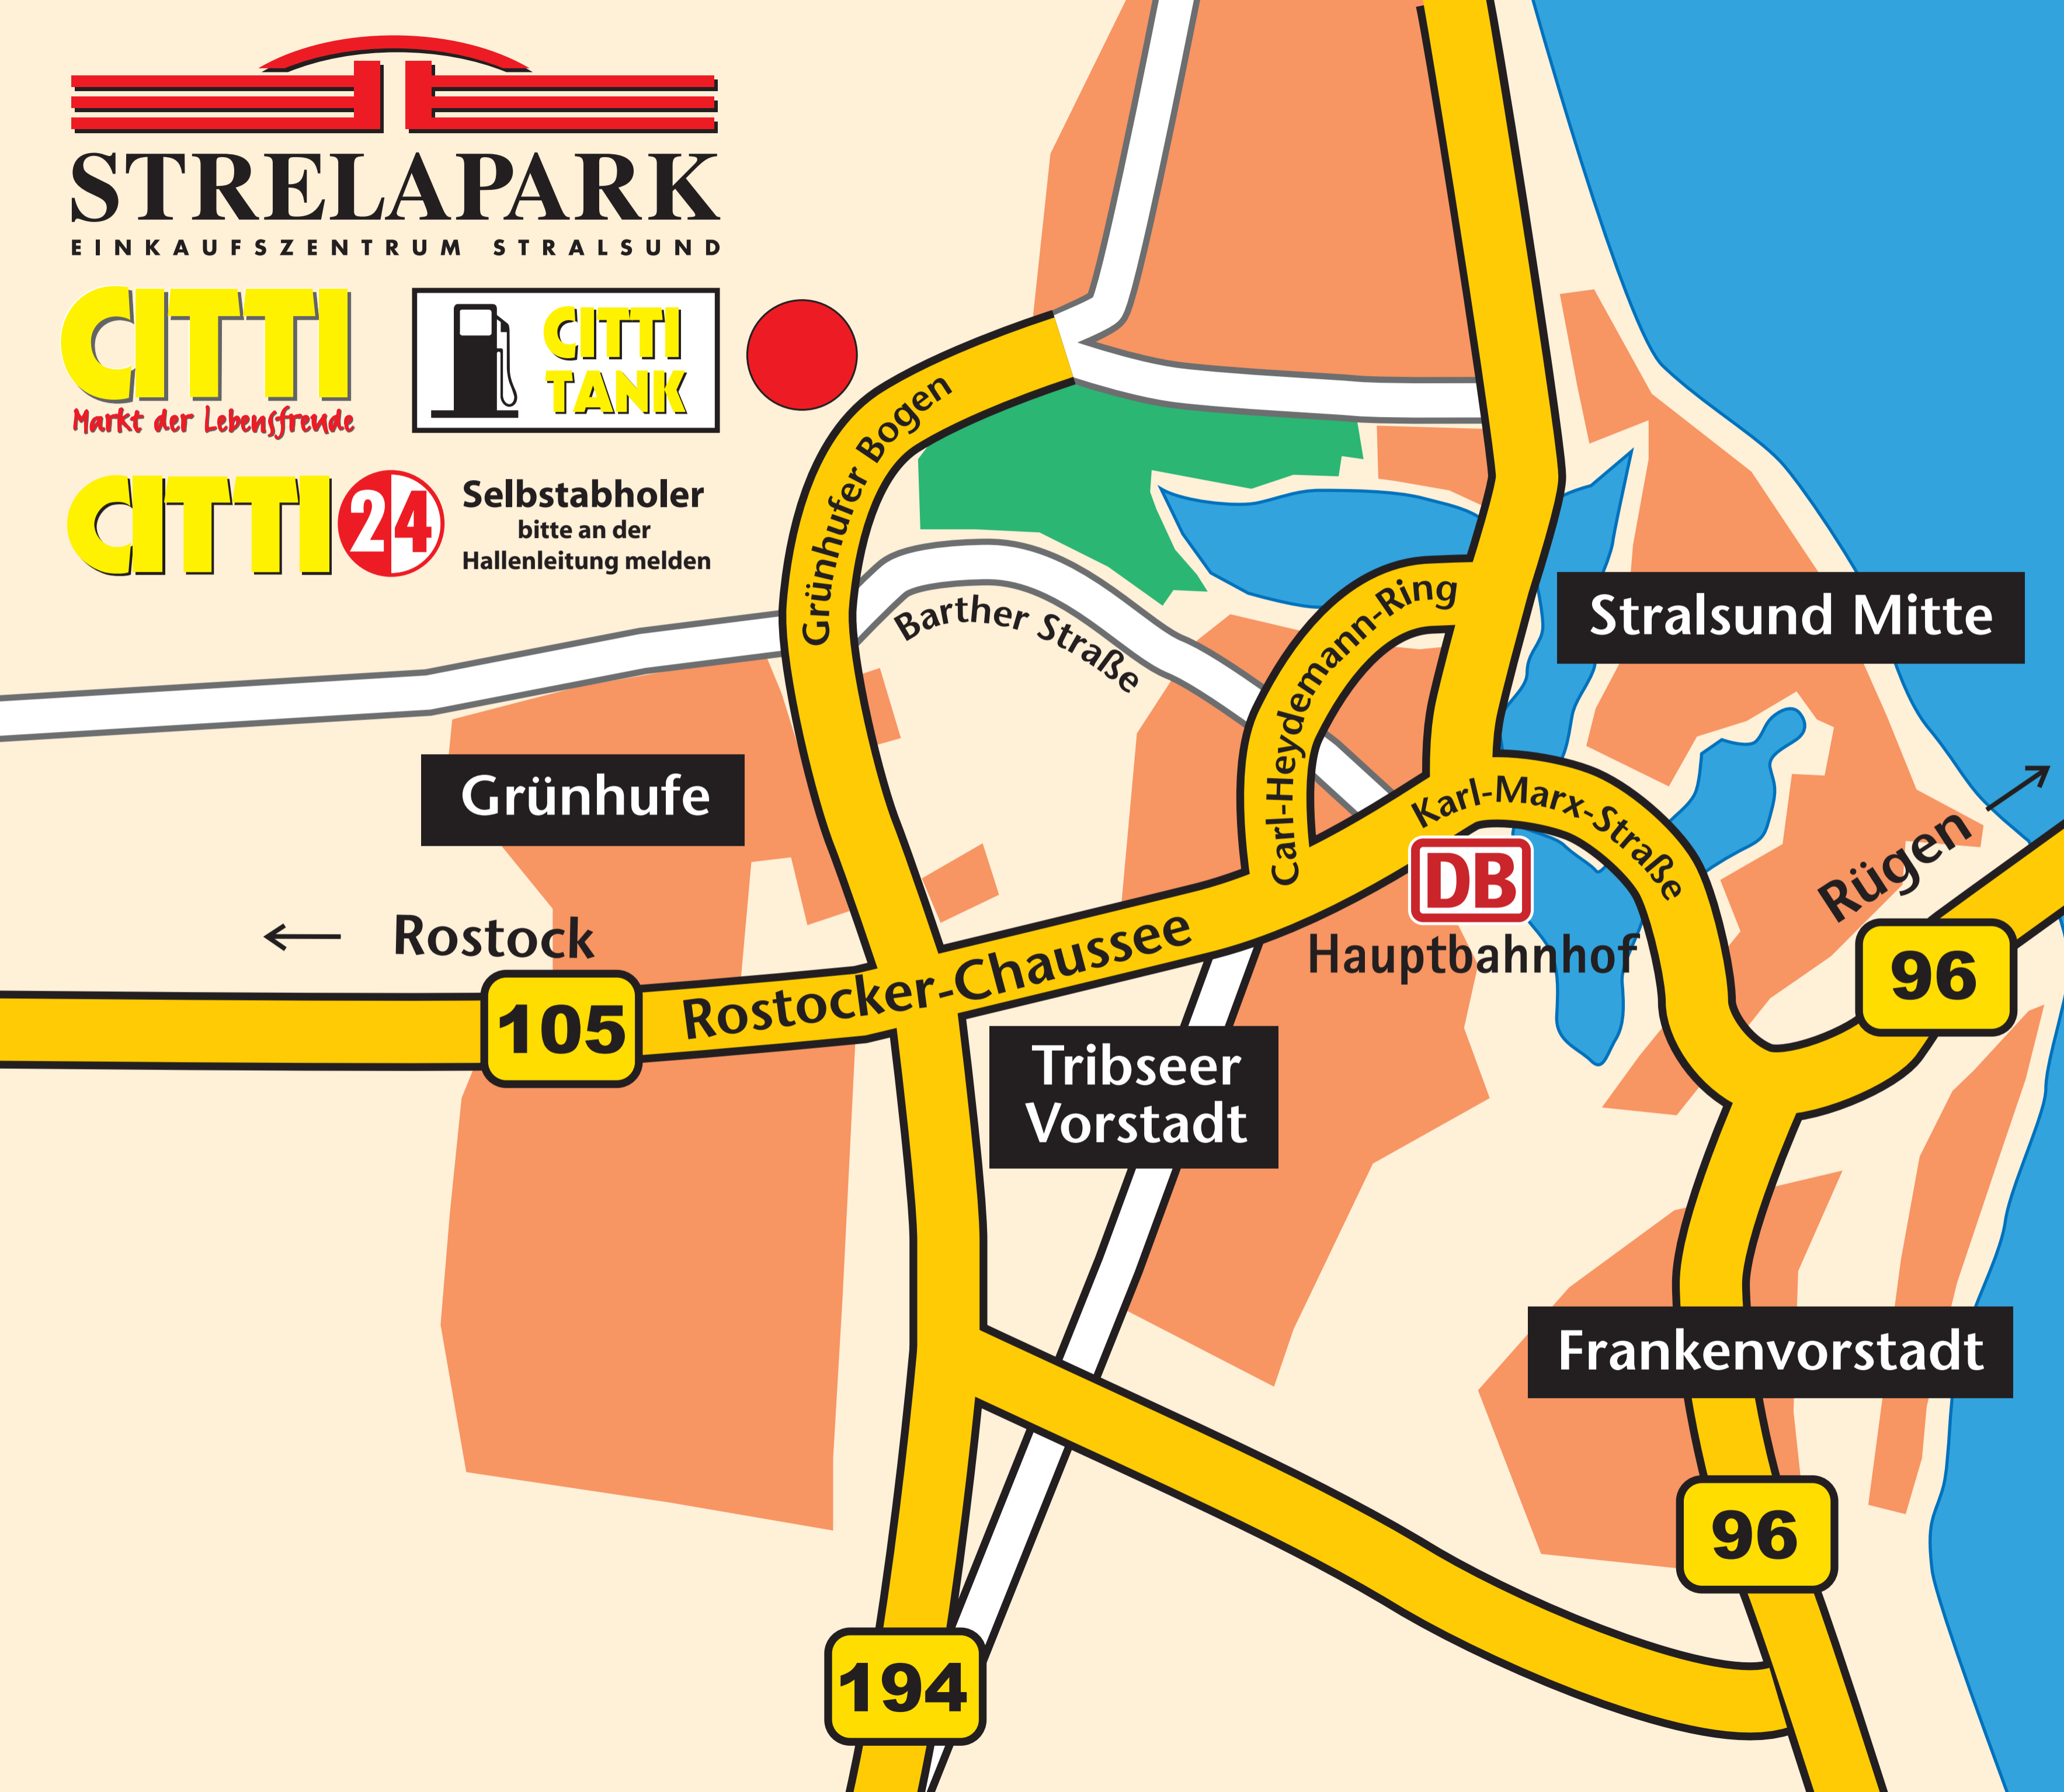 STRELAPARK
EINKAUFSZENTRUM STRALSUND
CITTI
Markt der Lebensfreude
CITTI
TANK
CITTI 24
Selbstabholer
bitte an der
Hallenleitung melden
Grünhufer Bogen
Barther Straße
Carl-Heydemann-Ring
Stralsund Mitte
Grünhufe
Karl-Marx-Straße
DB
Hauptbahnhof
Rügen
96
Rostock
105
Rostocker-Chaussee
Tribseer
Vorstadt
Frankenvorstadt
96
194